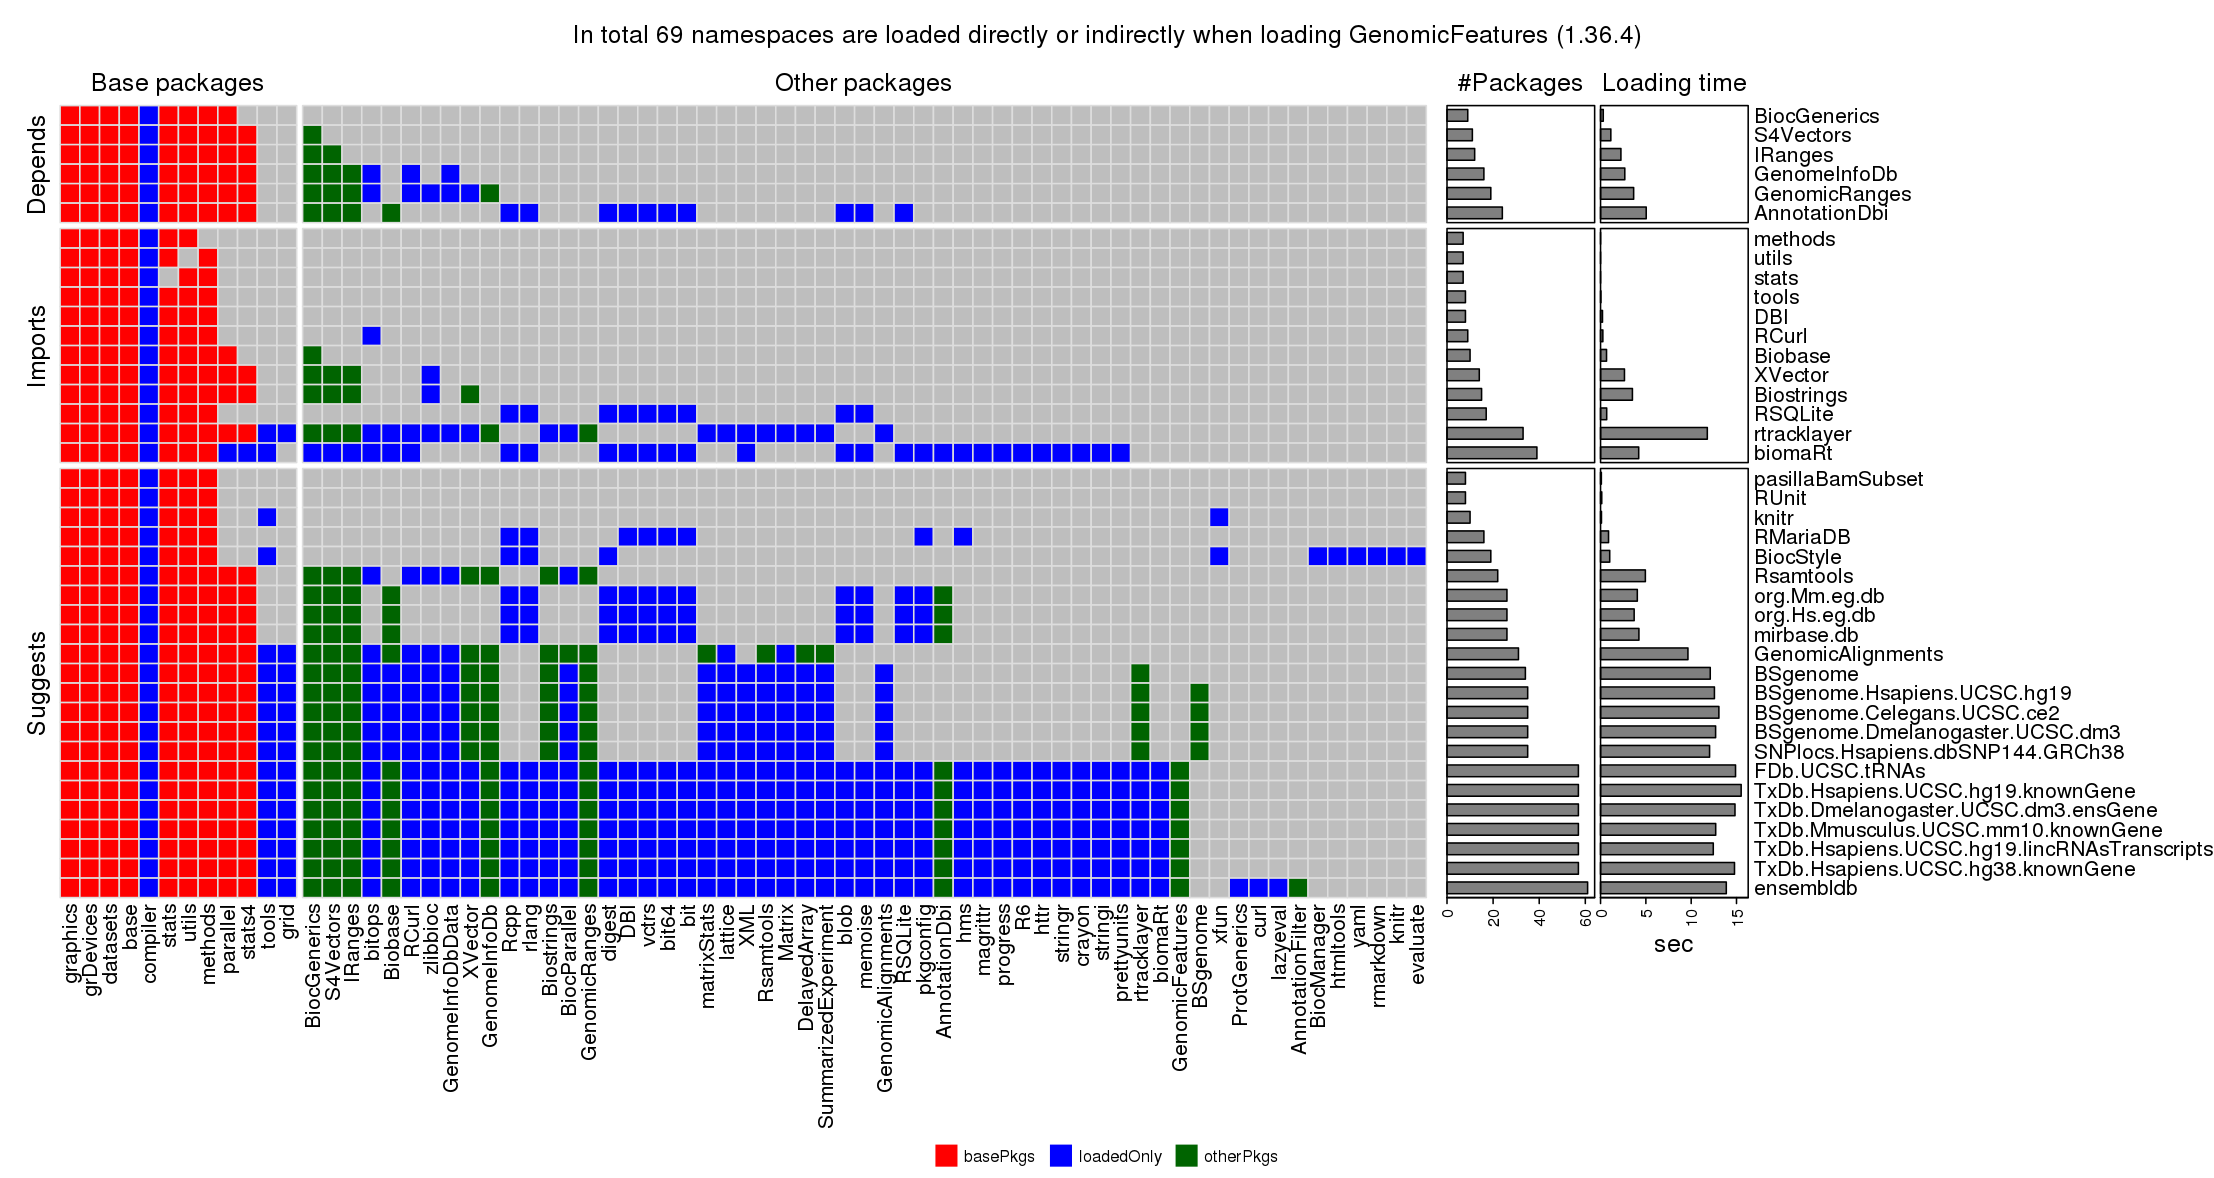 In total 69 namespaces are loaded directly or indirectly when loading GenomicFeatures (1.36.4)
Base packages
Other packages
#Packages
Loading time
Depends
BiocGenerics
S4Vectors
IRanges
GenomeInfoDb
GenomicRanges
AnnotationDbi
Imports
methods
utils
stats
tools
DBI
RCurl
Biobase
XVector
Biostrings
RSQLite
rtracklayer
biomaRt
Suggests
pasillaBamSubset
RUnit
knitr
RMariaDB
BiocStyle
Rsamtools
org.Mm.eg.db
org.Hs.eg.db
mirbase.db
GenomicAlignments
BSgenome
BSgenome.Hsapiens.UCSC.hg19
BSgenome.Celegans.UCSC.ce2
BSgenome.Dmelanogaster.UCSC.dm3
SNPlocs.Hsapiens.dbSNP144.GRCh38
FDb.UCSC.tRNAs
TxDb.Hsapiens.UCSC.hg19.knownGene
TxDb.Dmelanogaster.UCSC.dm3.ensGene
TxDb.Mmusculus.UCSC.mm10.knownGene
TxDb.Hsapiens.UCSC.hg19.lincRNAsTranscripts
TxDb.Hsapiens.UCSC.hg38.knownGene
ensembldb
graphics
grDevices
datasets
base
compiler
stats
utils
methods
parallel
stats4
tools
grid
BiocGenerics
S4Vectors
IRanges
bitops
Biobase
RCurl
zlibbioc
GenomeInfoDbData
XVector
GenomeInfoDb
Rcpp
rlang
Biostrings
BiocParallel
GenomicRanges
digest
DBI
vctrs
bit64
bit
matrixStats
lattice
XML
Rsamtools
Matrix
DelayedArray
SummarizedExperiment
blob
memoise
GenomicAlignments
RSQLite
pkgconfig
AnnotationDbi
hms
magrittr
progress
R6
httr
stringr
crayon
stringi
prettyunits
rtracklayer
biomaRt
GenomicFeatures
BSgenome
xfun
ProtGenerics
curl
lazyeval
AnnotationFilter
BiocManager
htmltools
yaml
rmarkdown
knitr
evaluate
0
20
40
60
0
5
10
15
sec
basePkgs
loadedOnly
otherPkgs